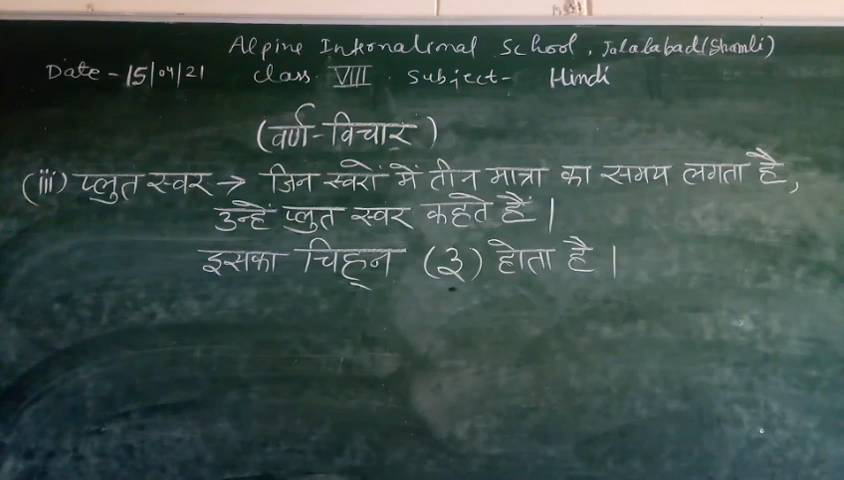 Alpine International School, Jalalabad (Shamli)
Date - 15/04/21 Class VIII Subject- Hindi
(वर्ण-विचार)
(iii) प्लुत स्वर → जिन स्वरों में तीन मात्रा का समय लगता है,
उन्हें प्लुत स्वर कहते हैं।
इसका चिह्न (३) होता है।